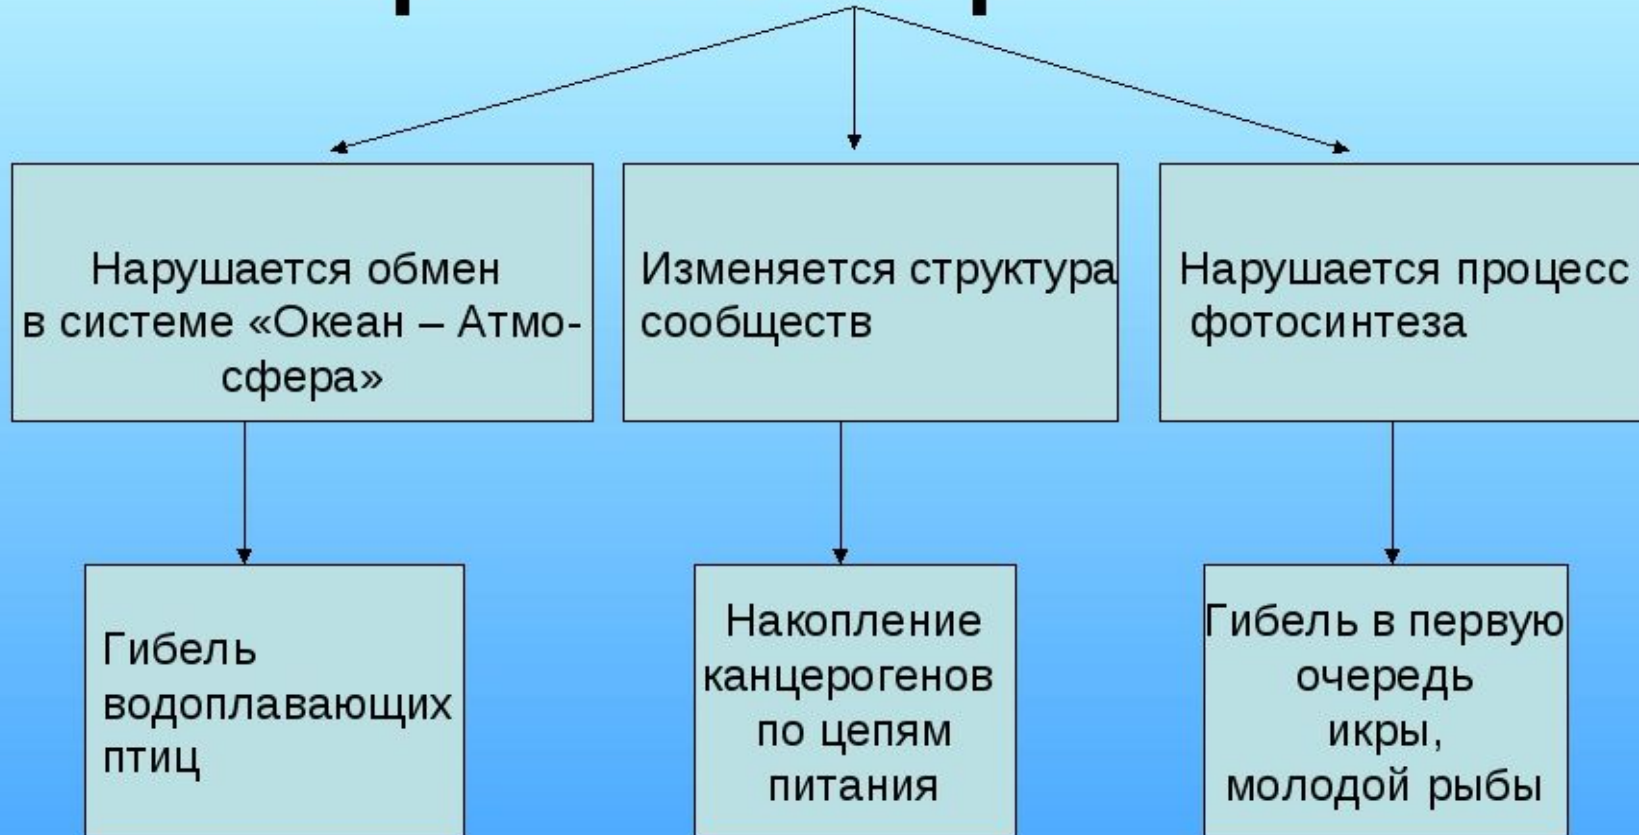 Нарушается обмен
в системе «Океан – Атмо-
сфера»
Изменяется структура
сообществ
Нарушается процесс
фотосинтеза
Гибель
водоплавающих
птиц
Накопление
канцерогенов
по цепям
питания
Гибель в первую
очередь
икры,
молодой рыбы